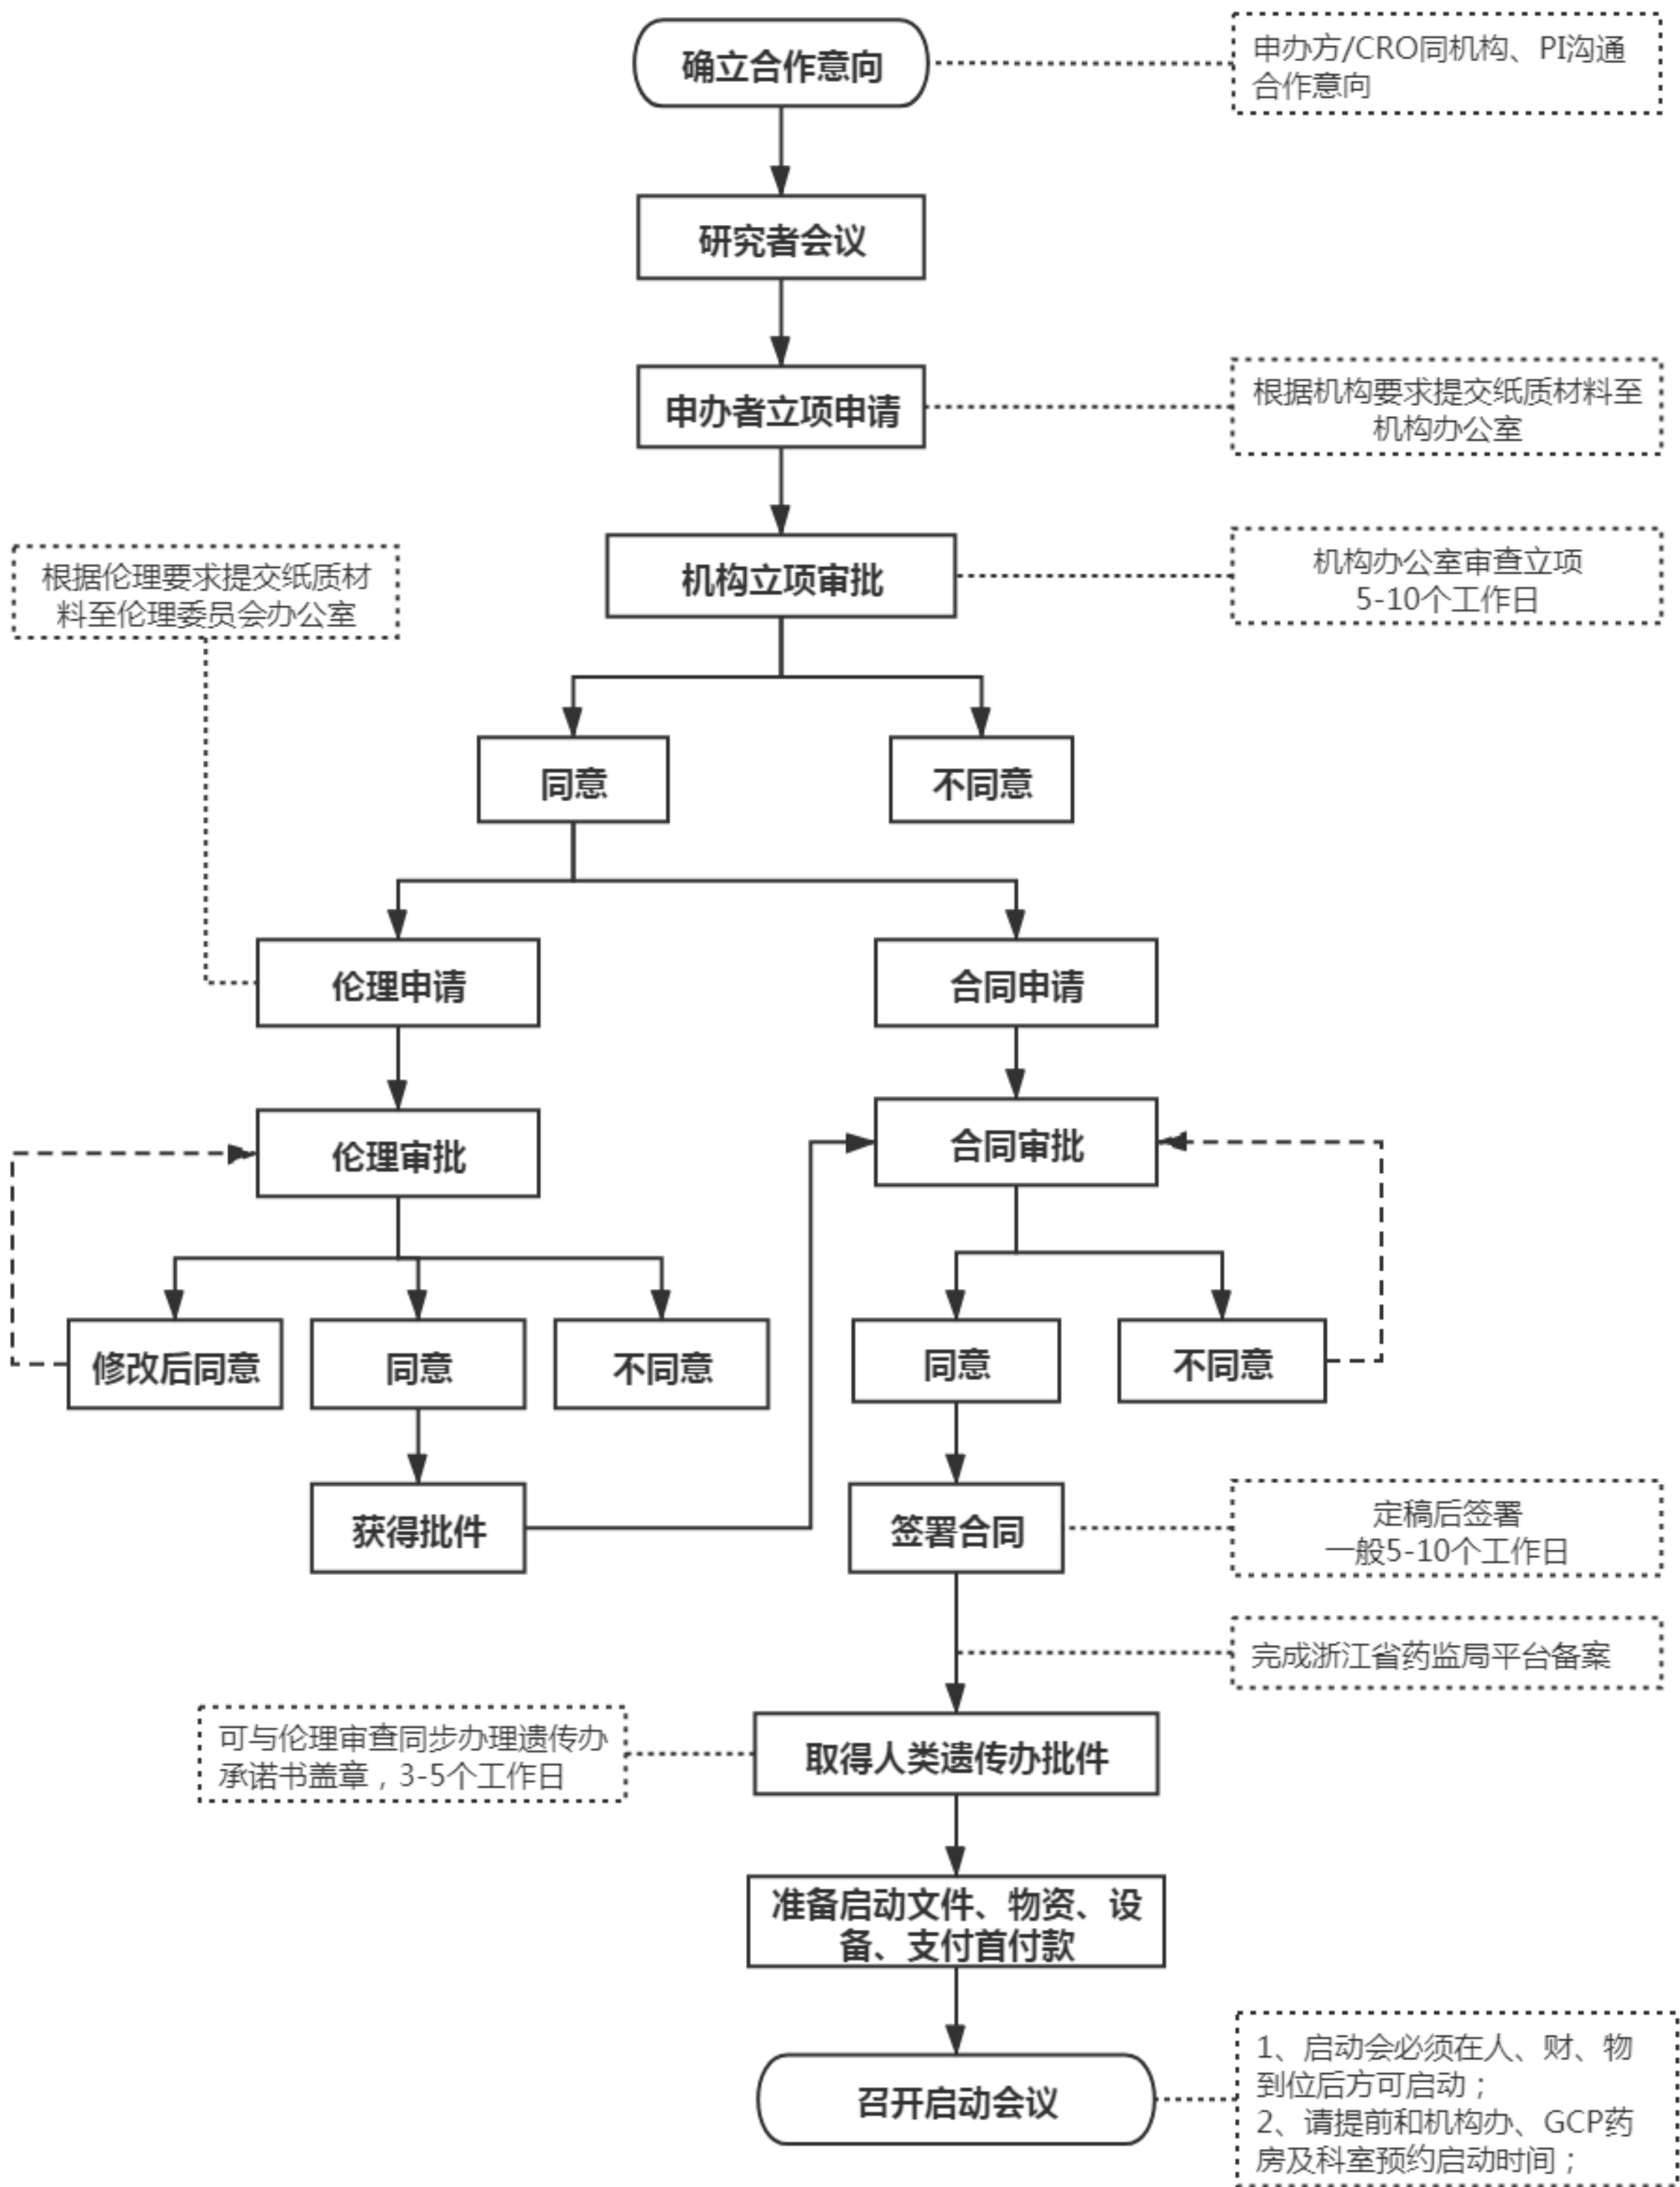 确立合作意向
申办方/CRO同机构、PI沟通
合作意向
研究者会议
申办者立项申请
根据机构要求提交纸质材料至
机构办公室
机构立项审批
机构办公室审查立项
5-10个工作日
根据伦理要求提交纸质材
料至伦理委员会办公室
同意
不同意
伦理申请
合同申请
伦理审批
合同审批
修改后同意
同意
不同意
同意
不同意
获得批件
签署合同
定稿后签署
一般5-10个工作日
完成浙江省药监局平台备案
可与伦理审查同步办理遗传办
承诺书盖章，3-5个工作日
取得人类遗传办批件
准备启动文件、物资、设
备、支付首付款
召开启动会议
1、启动会必须在人、财、物
到位后方可启动；
2、请提前和机构办、GCP药
房及科室预约启动时间；